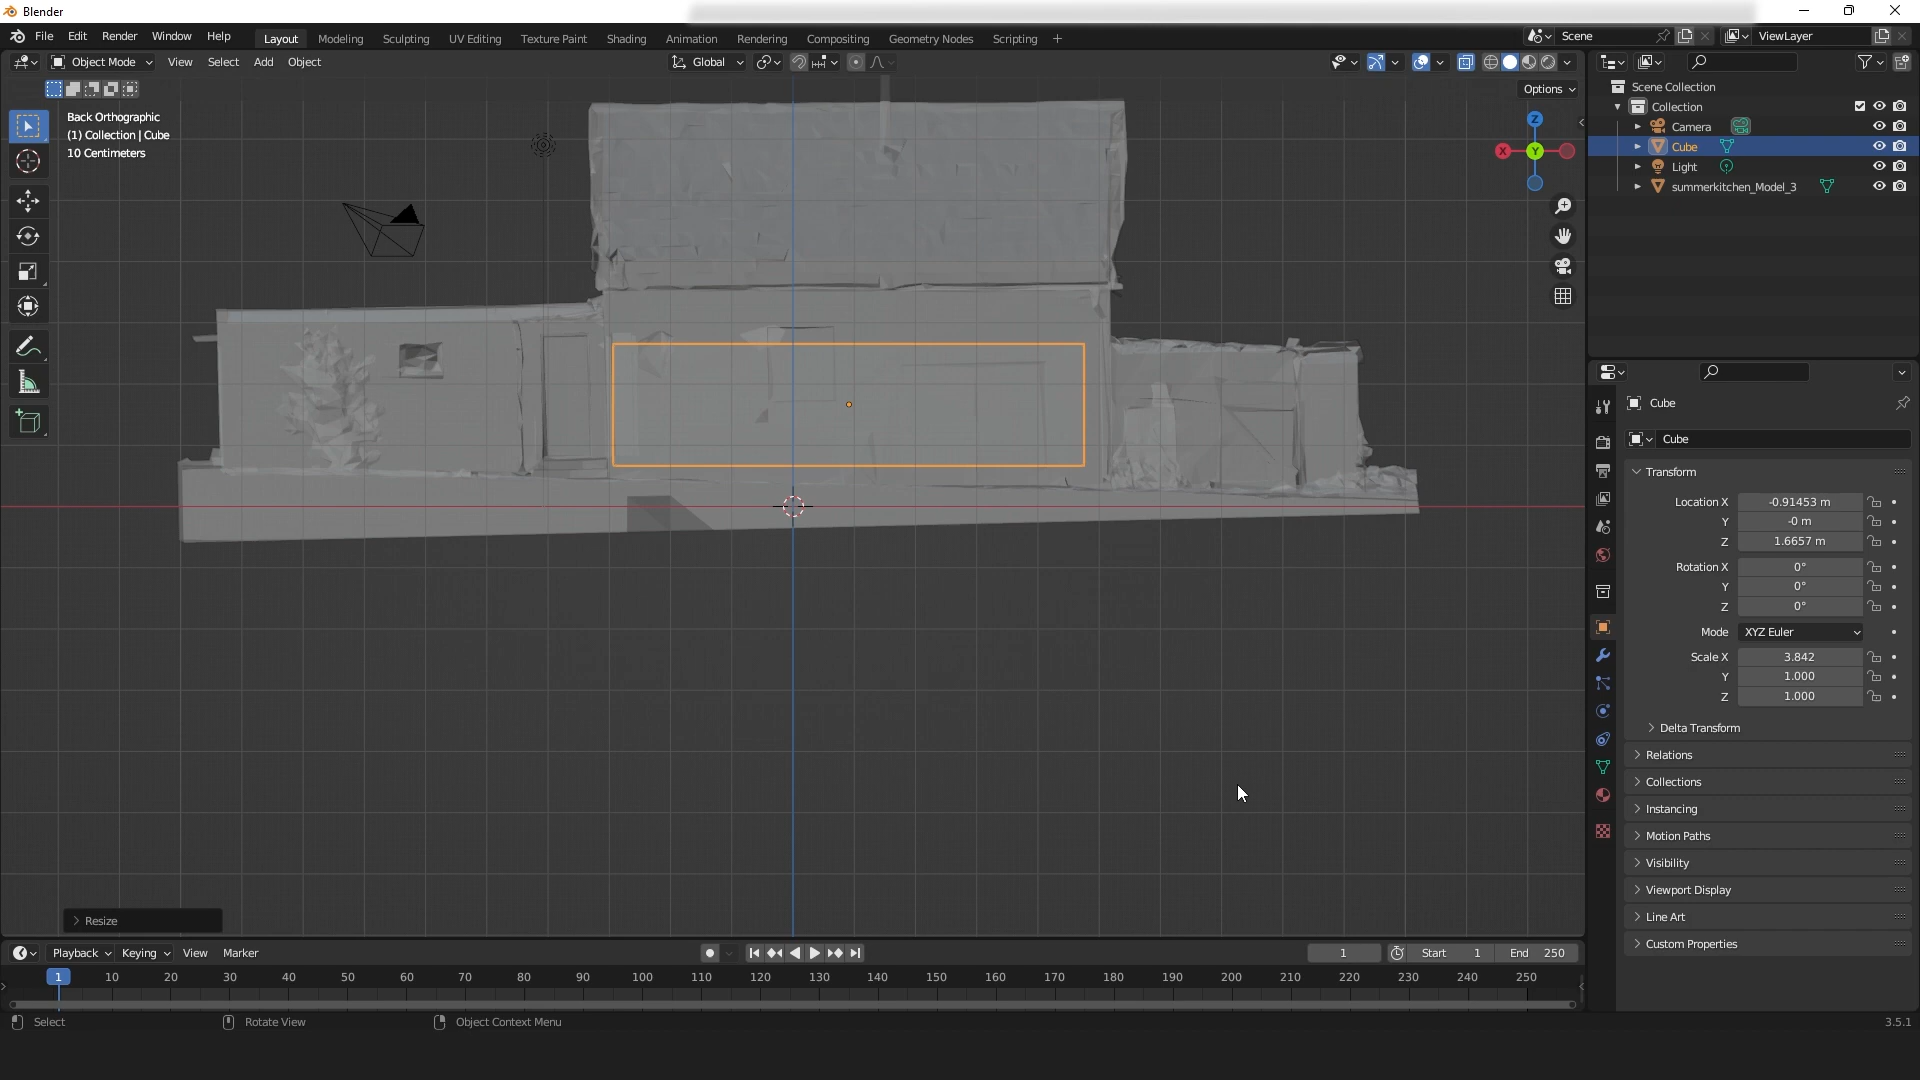 Blender
File Edit Render Window Help Layout Modeling Sculpting UV Editing Texture Paint Shading Animation Rendering Compositing Geometry Nodes Scripting + Scene ViewLayer
Object Mode View Select Add Object Global
Options
Back Orthographic
(1) Collection | Cube
10 Centimeters
Z
X Y
Scene Collection
Collection
Camera
Cube
Light
summerkitchen_Model_3
Cube
Cube
Transform
Location X -0.91453 m
Y -0 m
Z 1.6657 m
Rotation X 0°
Y 0°
Z 0°
Mode XYZ Euler
Scale X 3.842
Y 1.000
Z 1.000
Delta Transform
Relations
Collections
Instancing
Motion Paths
Visibility
Viewport Display
Line Art
Custom Properties
Resize
Playback Keying View Marker 1 Start 1 End 250
1 10 20 30 40 50 60 70 80 90 100 110 120 130 140 150 160 170 180 190 200 210 220 230 240 250
Select Rotate View Object Context Menu 3.5.1